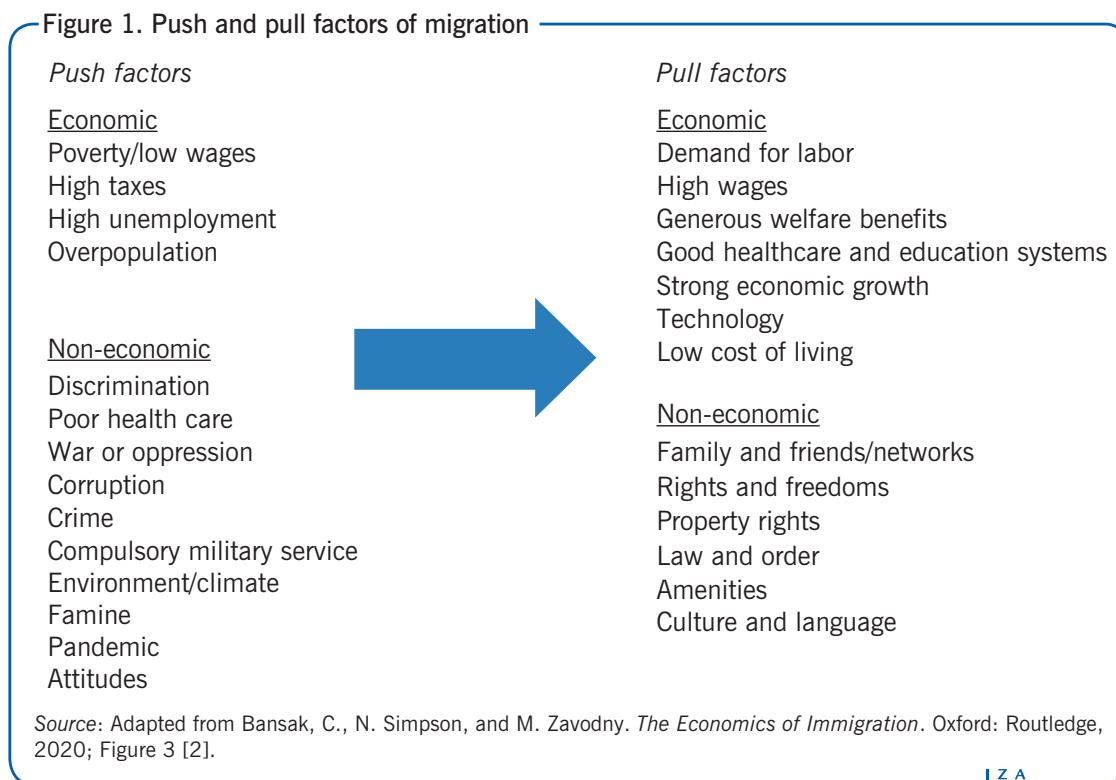 Figure 1. Push and pull factors of migration
Push factors
Economic
Poverty/low wages
High taxes
High unemployment
Overpopulation
Non-economic
Discrimination
Poor health care
War or oppression
Corruption
Crime
Compulsory military service
Environment/climate
Famine
Pandemic
Attitudes
Pull factors
Economic
Demand for labor
High wages
Generous welfare benefits
Good healthcare and education systems
Strong economic growth
Technology
Low cost of living
Non-economic
Family and friends/networks
Rights and freedoms
Property rights
Law and order
Amenities
Culture and language
Source: Adapted from Bansak, C., N. Simpson, and M. Zavodny. The Economics of Immigration. Oxford: Routledge,
2020; Figure 3 [2].
I Z A